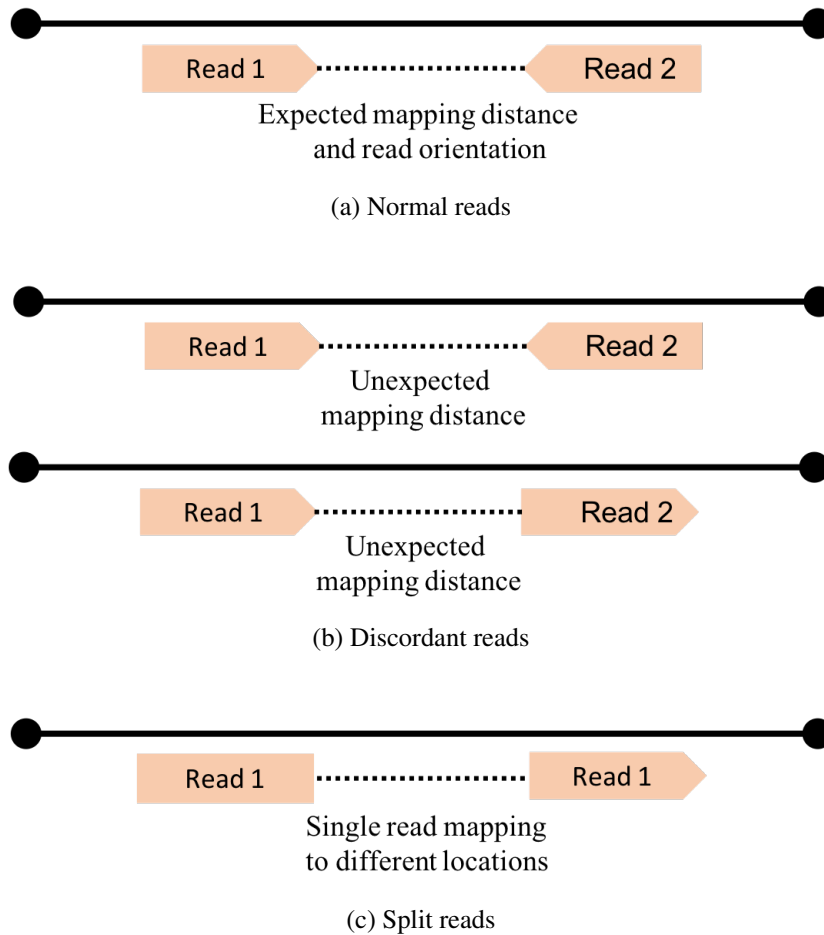 Read 1 Read 2
Expected mapping distance
and read orientation
(a) Normal reads
Read 1 Read 2
Unexpected
mapping distance
Read 1 Read 2
Unexpected
mapping distance
(b) Discordant reads
Read 1 Read 1
Single read mapping
to different locations
(c) Split reads